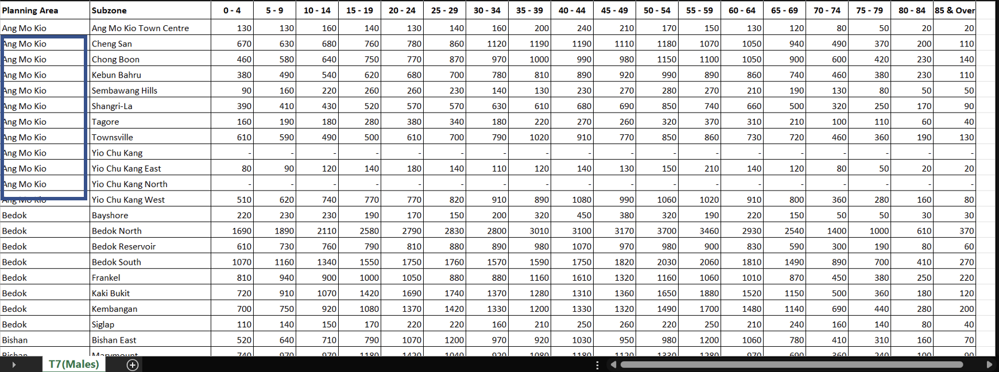 Planning Area Subzone 0 - 4 5 - 9 10 - 14 15 - 19 20 - 24 25 - 29 30 - 34 35 - 39 40 - 44 45 - 49 50 - 54 55 - 59 60 - 64 65 - 69 70 - 74 75 - 79 80 - 84 85 & Over
Ang Mo Kio Ang Mo Kio Town Centre 130 130 160 140 130 140 160 200 240 210 170 150 130 120 80 50 20 20
Ang Mo Kio Cheng San 670 630 680 760 780 860 1120 1190 1190 1110 1180 1070 1050 940 490 370 200 110
Ang Mo Kio Chong Boon 460 580 640 750 770 870 970 1000 990 980 1150 1100 1050 900 600 420 230 140
Ang Mo Kio Kebun Bahru 380 490 540 620 680 700 780 810 890 920 990 890 860 740 460 380 230 110
Ang Mo Kio Sembawang Hills 90 160 220 260 260 230 140 130 230 270 280 270 210 190 130 80 50 50
Ang Mo Kio Shangri-La 390 410 430 520 570 570 630 610 680 690 850 740 660 500 320 250 170 90
Ang Mo Kio Tagore 160 190 180 280 380 340 180 220 270 260 320 370 310 210 100 110 60 40
Ang Mo Kio Townsville 610 590 490 500 610 700 790 1020 910 770 850 860 730 720 460 360 190 130
Ang Mo Kio Yio Chu Kang - - - - - - - - - - - - - - - - - -
Ang Mo Kio Yio Chu Kang East 80 90 120 140 180 140 110 120 140 130 150 210 140 120 80 50 20 20
Ang Mo Kio Yio Chu Kang North - - - - - - - - - - - - - - - - - -
Ang Mo Kio Yio Chu Kang West 510 620 740 770 770 820 910 890 1080 990 1060 1020 910 800 360 280 160 80
Bedok Bayshore 220 230 230 190 170 150 200 320 450 380 320 190 220 150 50 50 30 30
Bedok Bedok North 1690 1890 2110 2580 2790 2830 2800 3010 3100 3170 3700 3460 2930 2540 1400 1000 610 370
Bedok Bedok Reservoir 610 730 760 790 810 880 890 980 1070 970 980 900 830 590 300 190 80 60
Bedok Bedok South 1070 1160 1340 1550 1750 1760 1570 1590 1750 1820 2030 2060 1810 1490 890 700 410 270
Bedok Frankel 810 940 900 1000 1050 880 880 1160 1610 1320 1160 1060 1010 870 450 380 250 220
Bedok Kaki Bukit 720 910 1070 1420 1690 1740 1370 1280 1310 1360 1650 1880 1520 1150 500 360 180 120
Bedok Kembangan 700 750 920 1080 1370 1420 1330 1200 1330 1320 1490 1700 1480 1140 690 440 280 200
Bedok Siglap 110 140 150 170 220 220 160 210 250 260 220 250 210 240 160 140 80 40
Bishan Bishan East 520 640 710 790 1070 1200 970 920 1030 950 980 1200 1060 780 410 310 160 70
Bishan Marymount 740 970 970 1180 1420 1040 920 1080 1180 1120 1330 1280 970 690 360 240 100 90
T7(Males)